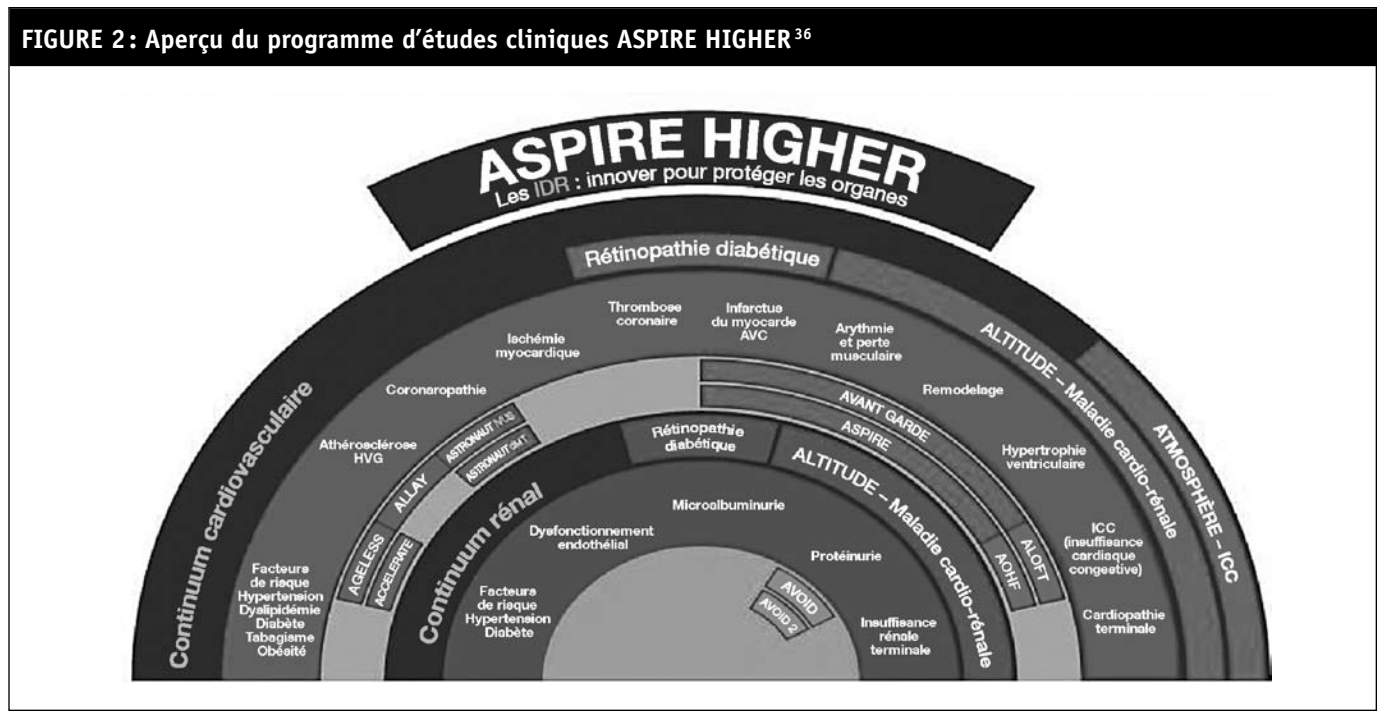 FIGURE 2: Aperçu du programme d'études cliniques ASPIRE HIGHER 36
ASPIRE HIGHER
Les IDR : innover pour protéger les organes
Continuum cardiovasculaire
Rétinopathie diabétique
ALTITUDE – Maladie cardio-rénale
ATMOSPHÈRE – ICC
Facteurs
de risque
Hypertension
Dyslipidémie
Diabète
Tabagisme
Obésité
Athérosclérose
HVG
Coronaropathie
Ischémie
myocardique
Thrombose
coronaire
Infarctus
du myocarde
AVC
Arythmie
et perte
musculaire
Remodelage
Hypertrophie
ventriculaire
ICC
(insuffisance
cardiaque
congestive)
Cardiopathie
terminale
AGELESS
ACCELERATE
ALLAY
ASTRONAUT IVUS
ASTRONAUT GMT
AVANT GARDE
ASPIRE
ALOFT
AOHF
Continuum rénal
Rétinopathie
diabétique
ALTITUDE – Maladie cardio-rénale
Facteurs
de risque
Hypertension
Diabète
Dysfonctionnement
endothélial
Microalbuminurie
Protéinurie
Insuffisance
rénale
terminale
AVOID
AVOID 2